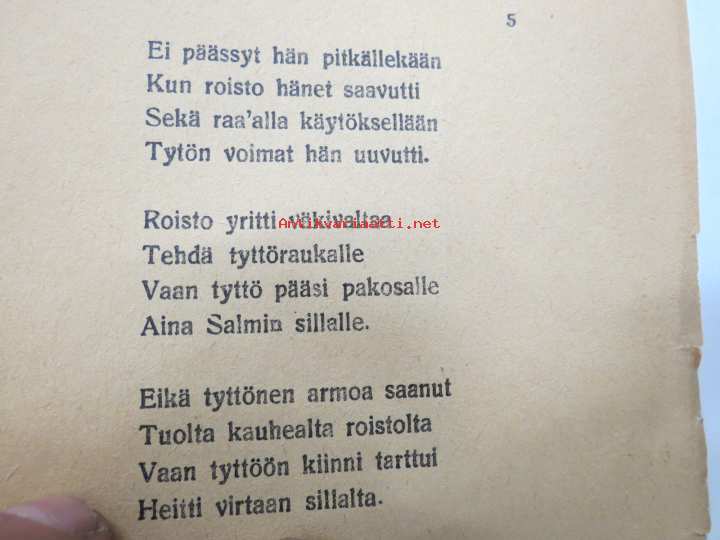 5
Ei päässyt hän pitkällekään
Kun roisto hänet saavutti
Sekä raa'alla käytöksellään
Tytön voimat hän uuvutti.
Roisto yritti väkivaltaa
Antikvariaatti.net
Tehdä tyttöraukalle
Vaan tyttö pääsi pakosalle
Aina Salmin sillalle.
Eikä tyttönen armoa saanut
Tuolta kauhealta roistolta
Vaan tyttöön kiinni tarttui
Heitti virtaan sillalta.